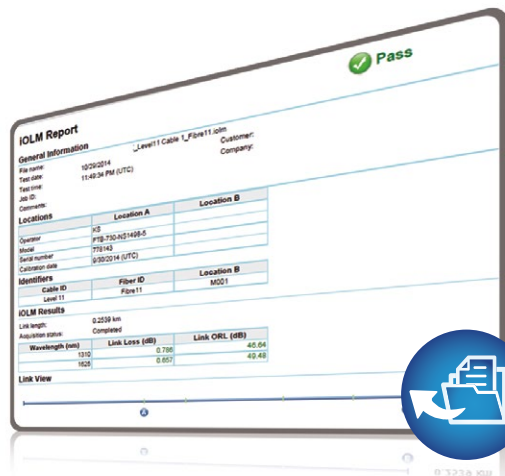 Pass
iOLM Report
General Information
File name: _Level11 Cable 1_Fibre11.iolm
Test date: 10/29/2014 Customer:
Test time: 11:49:34 PM (UTC) Company:
Job ID:
Comments:
Locations
Location A Location B
Operator KS
Model FTB-730-NS1498-5
Serial number 778143
Calibration date 9/30/2014 (UTC)
Identifiers
Cable ID Fiber ID Location B
Level 11 Fibre11 M001
iOLM Results
Link length: 0.2539 km
Acquisition status: Completed
Wavelength (nm) Link Loss (dB) Link ORL (dB)
1310 0.786 46.64
1625 0.657 49.48
Link View
A